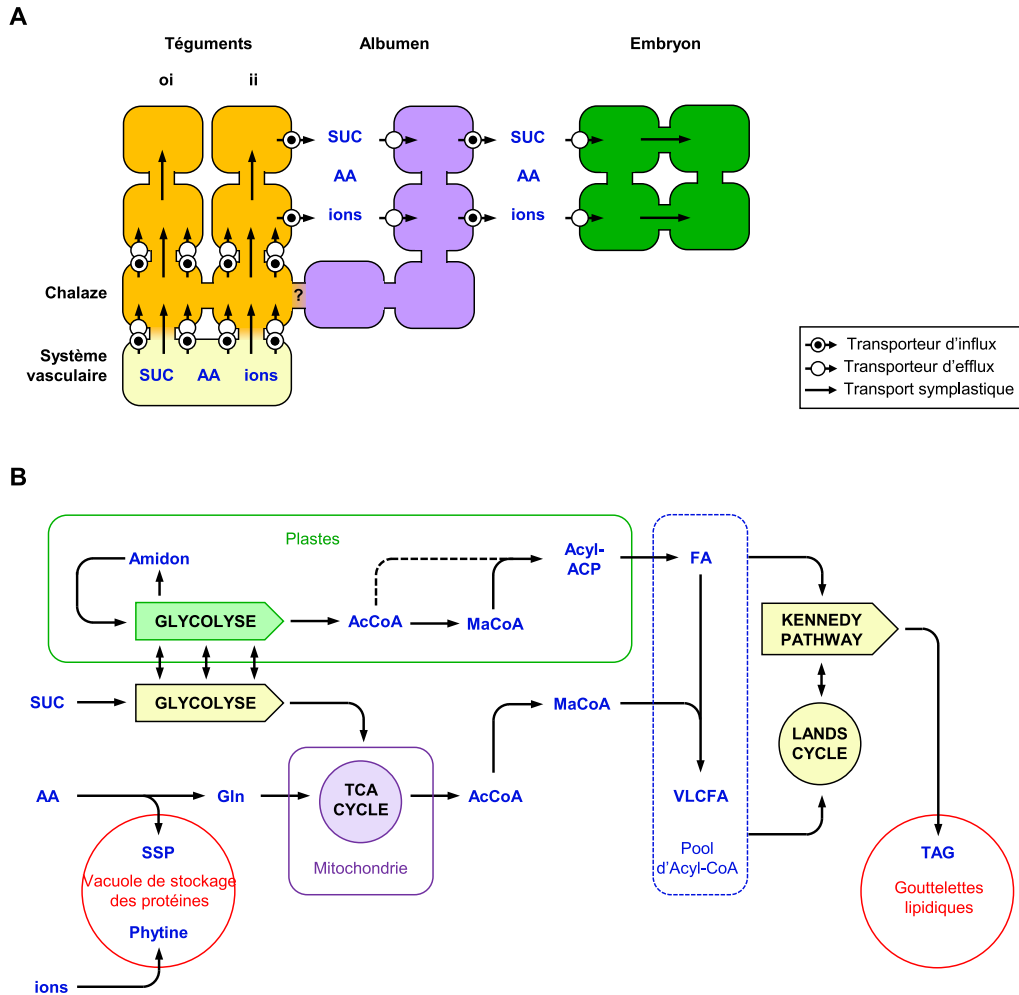 A
Téguments
Albumen
Embryon
oi
ii
SUC
SUC
AA
AA
ions
ions
Chalaze
?
Système
vasculaire
SUC
AA
ions
Transporteur d'influx
Transporteur d'efflux
Transport symplastique
B
Plastes
Amidon
Acyl-
ACP
FA
GLYCOLYSE
AcCoA
MaCoA
KENNEDY
PATHWAY
SUC
GLYCOLYSE
MaCoA
LANDS
CYCLE
AA
Gln
TCA
CYCLE
AcCoA
VLCFA
SSP
Vacuole de stockage
des protéines
Mitochondrie
Pool
d'Acyl-CoA
TAG
Gouttelettes
lipidiques
Phytine
ions